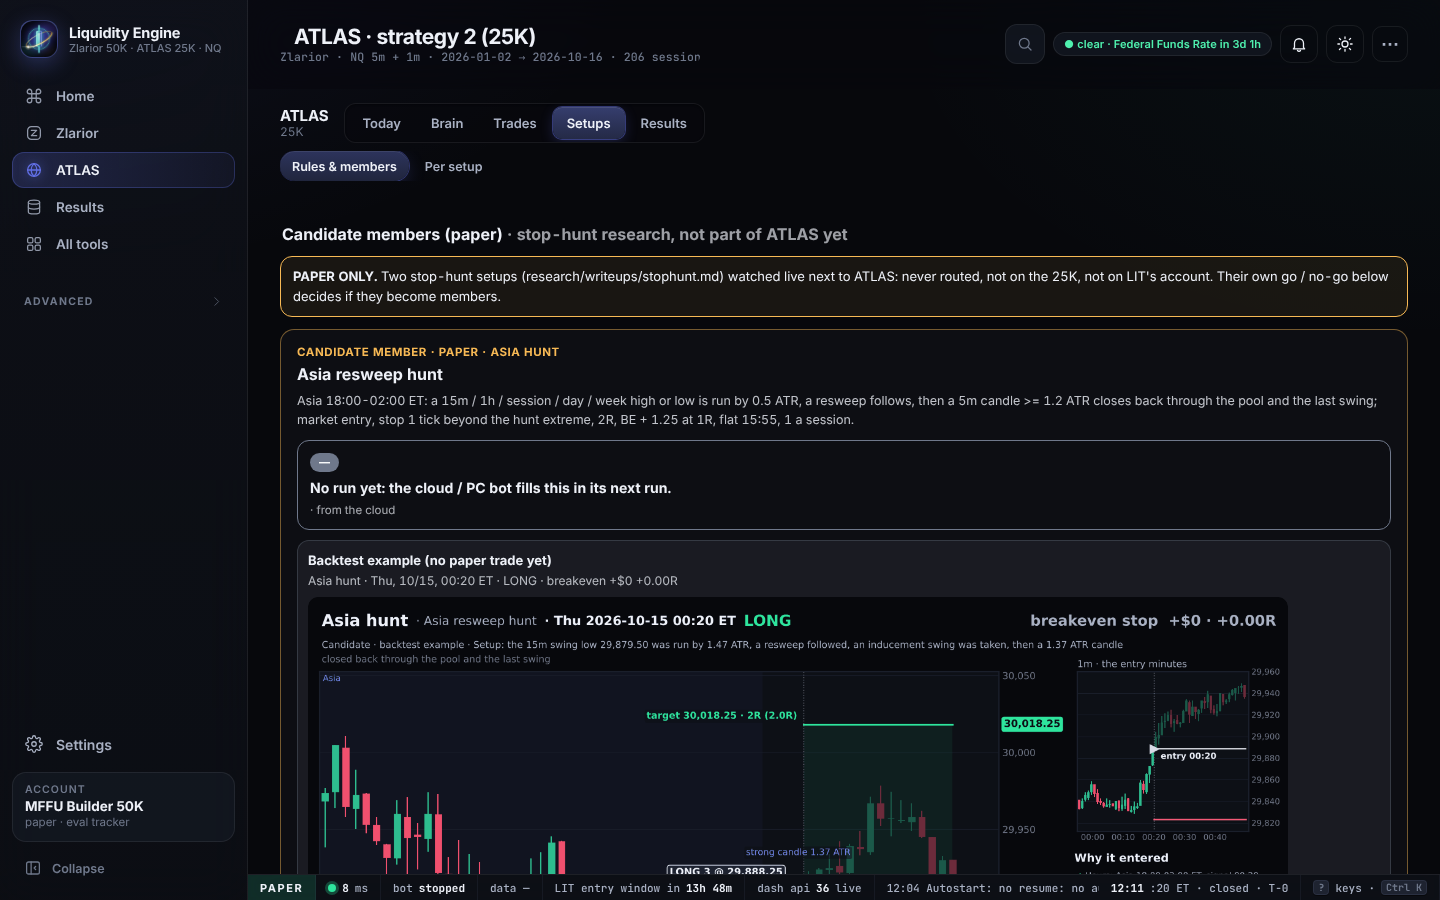 Liquidity Engine
Zlarior 50K · ATLAS 25K · NQ
Home
Zlarior
ATLAS
Results
All tools
ADVANCED
Settings
ACCOUNT
MFFU Builder 50K
paper · eval tracker
Collapse
ATLAS · strategy 2 (25K)
Zlarior · NQ 5m + 1m · 2026-01-02 → 2026-10-16 · 206 session
clear · Federal Funds Rate in 3d 1h
ATLAS
25K
Today Brain Trades Setups Results
Rules & members Per setup
Candidate members (paper) · stop-hunt research, not part of ATLAS yet
PAPER ONLY. Two stop-hunt setups (research/writeups/stophunt.md) watched live next to ATLAS: never routed, not on the 25K, not on LIT's account. Their own go / no-go below
decides if they become members.
CANDIDATE MEMBER · PAPER · ASIA HUNT
Asia resweep hunt
Asia 18:00-02:00 ET: a 15m / 1h / session / day / week high or low is run by 0.5 ATR, a resweep follows, then a 5m candle >= 1.2 ATR closes back through the pool and the last swing;
market entry, stop 1 tick beyond the hunt extreme, 2R, BE + 1.25 at 1R, flat 15:55, 1 a session.
—
No run yet: the cloud / PC bot fills this in its next run.
· from the cloud
Backtest example (no paper trade yet)
Asia hunt · Thu, 10/15, 00:20 ET · LONG · breakeven +$0 +0.00R
Asia hunt · Asia resweep hunt · Thu 2026-10-15 00:20 ET LONG
breakeven stop +$0 · +0.00R
Candidate · backtest example · Setup: the 15m swing low 29,879.50 was run by 1.47 ATR, a resweep followed, an inducement swing was taken, then a 1.37 ATR candle
closed back through the pool and the last swing
Asia
target 30,018.25 · 2R (2.0R)
30,050
30,018.25
30,000
29,950
strong candle 1.37 ATR
LONG 3 @ 29,888.25
1m · the entry minutes
29,960
29,940
29,920
29,900
29,880
29,860
29,840
29,820
entry 00:20
00:00 00:10 00:20 00:30 00:40
Why it entered
PAPER
8 ms
bot stopped
data —
LIT entry window in 13h 48m
dash api 36 live
12:04 Autostart: no resume: no a
12:11 :20 ET · closed · T-0
? keys · Ctrl K